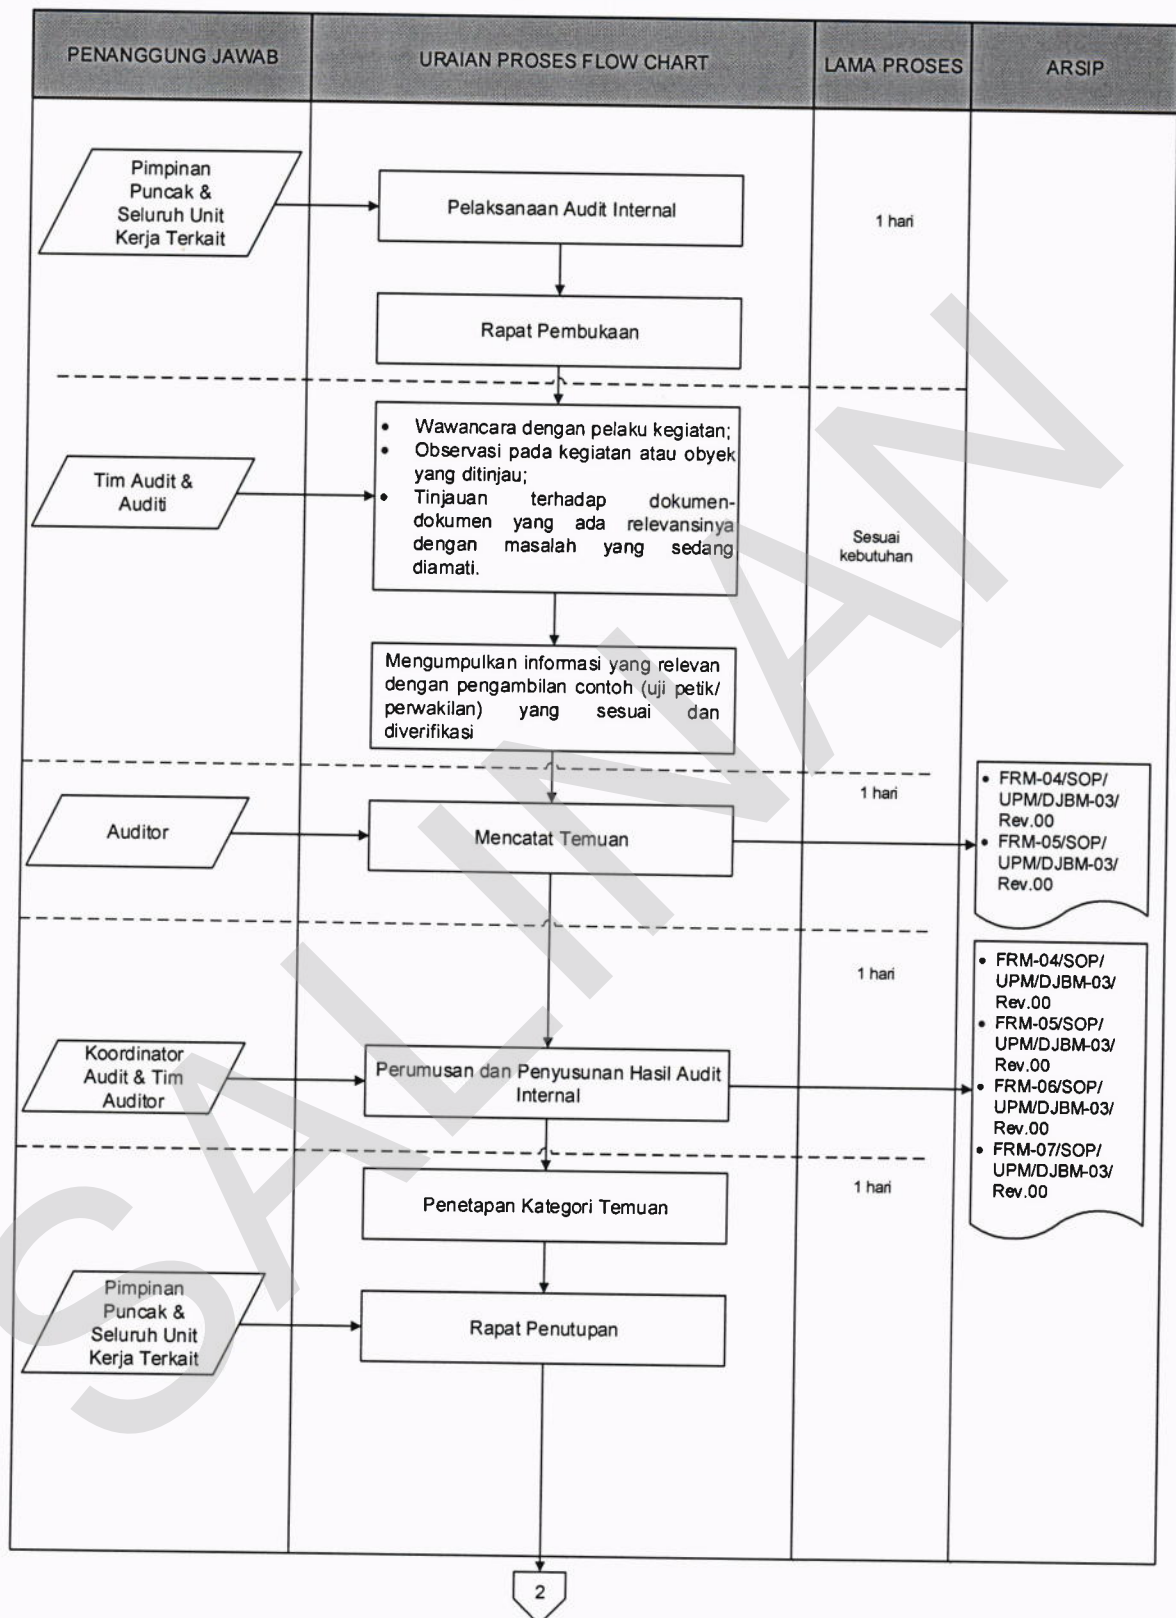 PENANGGUNG JAWAB
URAIAN PROSES FLOW CHART
LAMA PROSES
ARSIP
Pimpinan
Puncak &
Seluruh Unit
Kerja Terkait
Pelaksanaan Audit Internal
1 hari
Rapat Pembukaan
Tim Audit &
Auditi
• Wawancara dengan pelaku kegiatan;
• Observasi pada kegiatan atau obyek
yang ditinjau;
• Tinjauan terhadap dokumen-
dokumen yang ada relevansinya
dengan masalah yang sedang
diamati.
Sesuai
kebutuhan
Mengumpulkan informasi yang relevan
dengan pengambilan contoh (uji petik/
perwakilan) yang sesuai dan
diverifikasi
Auditor
Mencatat Temuan
1 hari
• FRM-04/SOP/
UPM/DJBM-03/
Rev.00
• FRM-05/SOP/
UPM/DJBM-03/
Rev.00
1 hari
Koordinator
Audit & Tim
Auditor
Perumusan dan Penyusunan Hasil Audit
Internal
• FRM-04/SOP/
UPM/DJBM-03/
Rev.00
• FRM-05/SOP/
UPM/DJBM-03/
Rev.00
• FRM-06/SOP/
UPM/DJBM-03/
Rev.00
• FRM-07/SOP/
UPM/DJBM-03/
Rev.00
Penetapan Kategori Temuan
1 hari
Pimpinan
Puncak &
Seluruh Unit
Kerja Terkait
Rapat Penutupan
2
SALINAN